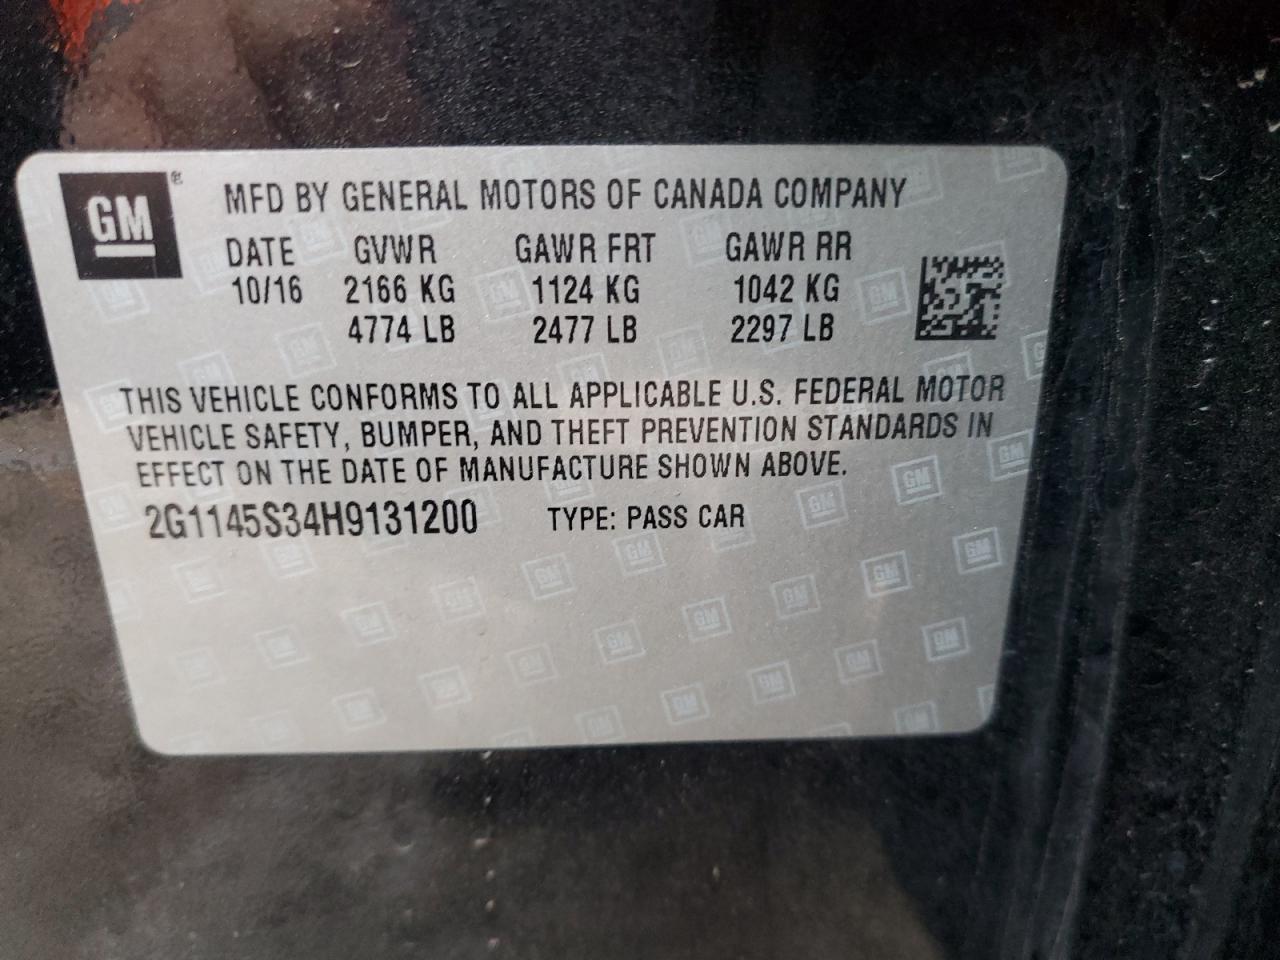 GM®
MFD BY GENERAL MOTORS OF CANADA COMPANY
DATE GVWR GAWR FRT GAWR RR
10/16 2166 KG 1124 KG 1042 KG
4774 LB 2477 LB 2297 LB
THIS VEHICLE CONFORMS TO ALL APPLICABLE U.S. FEDERAL MOTOR
VEHICLE SAFETY, BUMPER, AND THEFT PREVENTION STANDARDS IN
EFFECT ON THE DATE OF MANUFACTURE SHOWN ABOVE.
2G1145S34H9131200 TYPE: PASS CAR